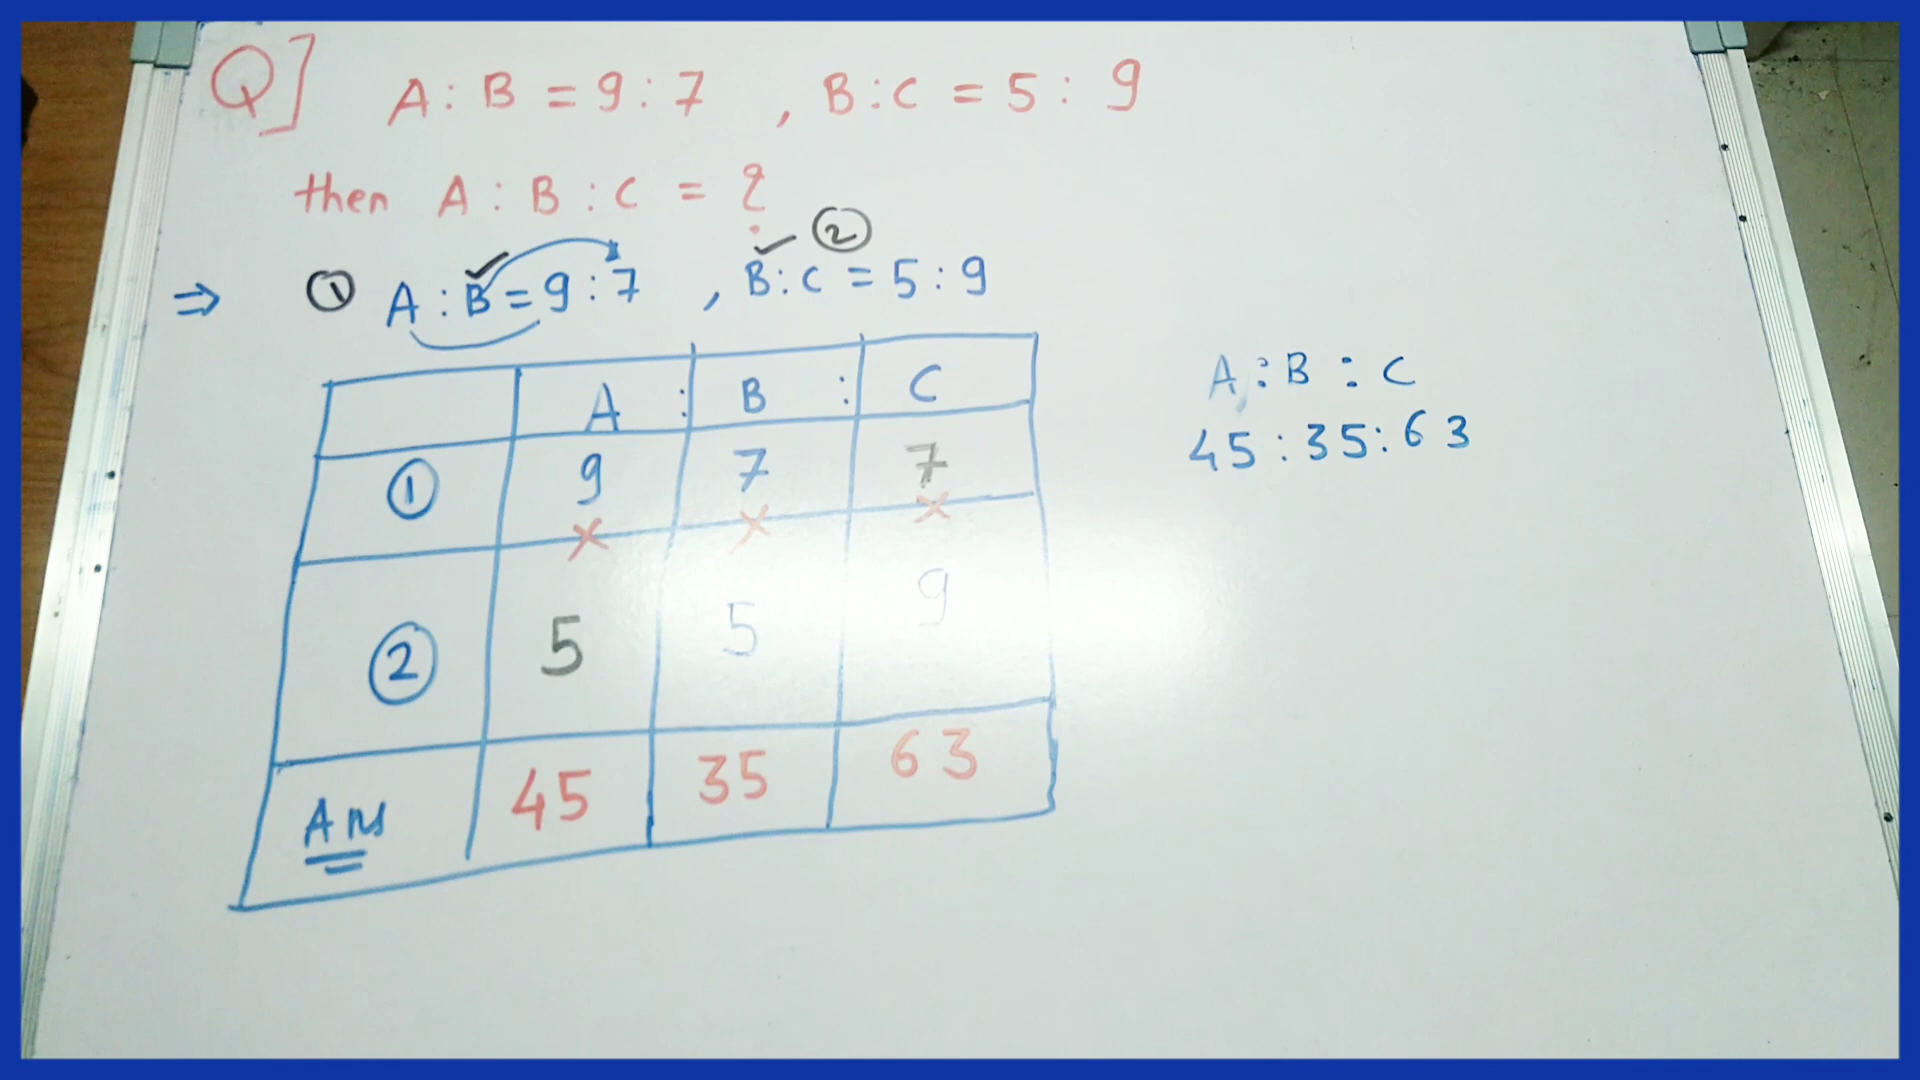 Q] A : B = 9 : 7 , B : C = 5 : 9
then A : B : C = ?
⇒ ① A : B = 9 : 7 , B : C = 5 : 9
②
A : B : C
① 9 7 7
× × ×
② 5 5 9
Ans 45 35 63
A : B : C
45 : 35 : 63